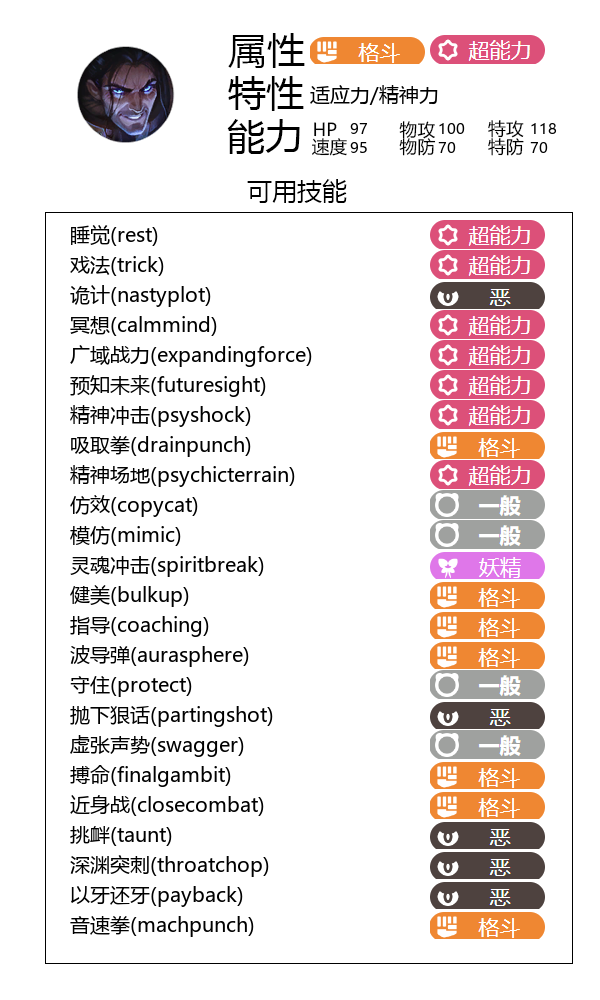 属性 格斗 超能力
特性 适应力/精神力
能力 HP 97 物攻 100 特攻 118
速度 95 物防 70 特防 70
可用技能
睡觉(rest) 超能力
戏法(trick) 超能力
诡计(nastyplot) 恶
冥想(calmmind) 超能力
广域战力(expandingforce) 超能力
预知未来(futuresight) 超能力
精神冲击(psyshock) 超能力
吸取拳(drainpunch) 格斗
精神场地(psychicterrain) 超能力
仿效(copycat) 一般
模仿(mimic) 一般
灵魂冲击(spiritbreak) 妖精
健美(bulkup) 格斗
指导(coaching) 格斗
波导弹(aurasphere) 格斗
守住(protect) 一般
抛下狠话(partingshot) 恶
虚张声势(swagger) 一般
搏命(finalgambit) 格斗
近身战(closecombat) 格斗
挑衅(taunt) 恶
深渊突刺(throatchop) 恶
以牙还牙(payback) 恶
音速拳(machpunch) 格斗